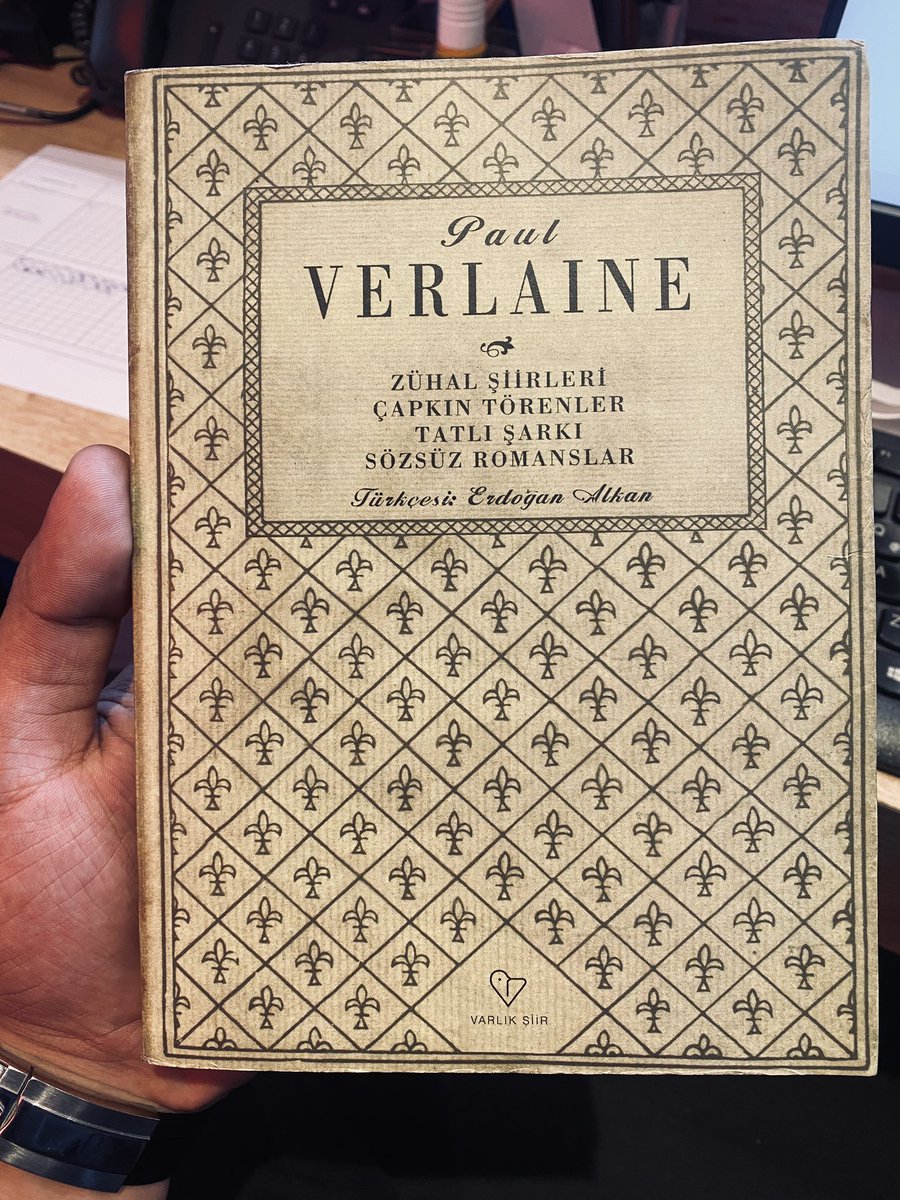 Paul
VERLAINE
ZÜHAL ŞİİRLERİ
ÇAPKIN TÖRENLER
TATLI ŞARKI
SÖZSÜZ ROMANSLAR
Türkçesi: Erdoğan Alkan
VARLIK ŞİİR